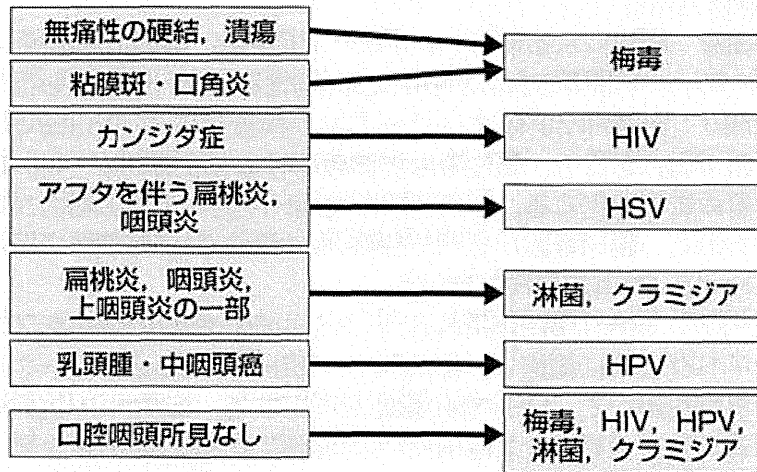 無痛性の硬結，潰瘍
粘膜斑・口角炎
梅毒
カンジダ症
HIV
アフタを伴う扁桃炎，
咽頭炎
HSV
扁桃炎，咽頭炎，
上咽頭炎の一部
淋菌，クラミジア
乳頭腫・中咽頭癌
HPV
口腔咽頭所見なし
梅毒，HIV，HPV，
淋菌，クラミジア